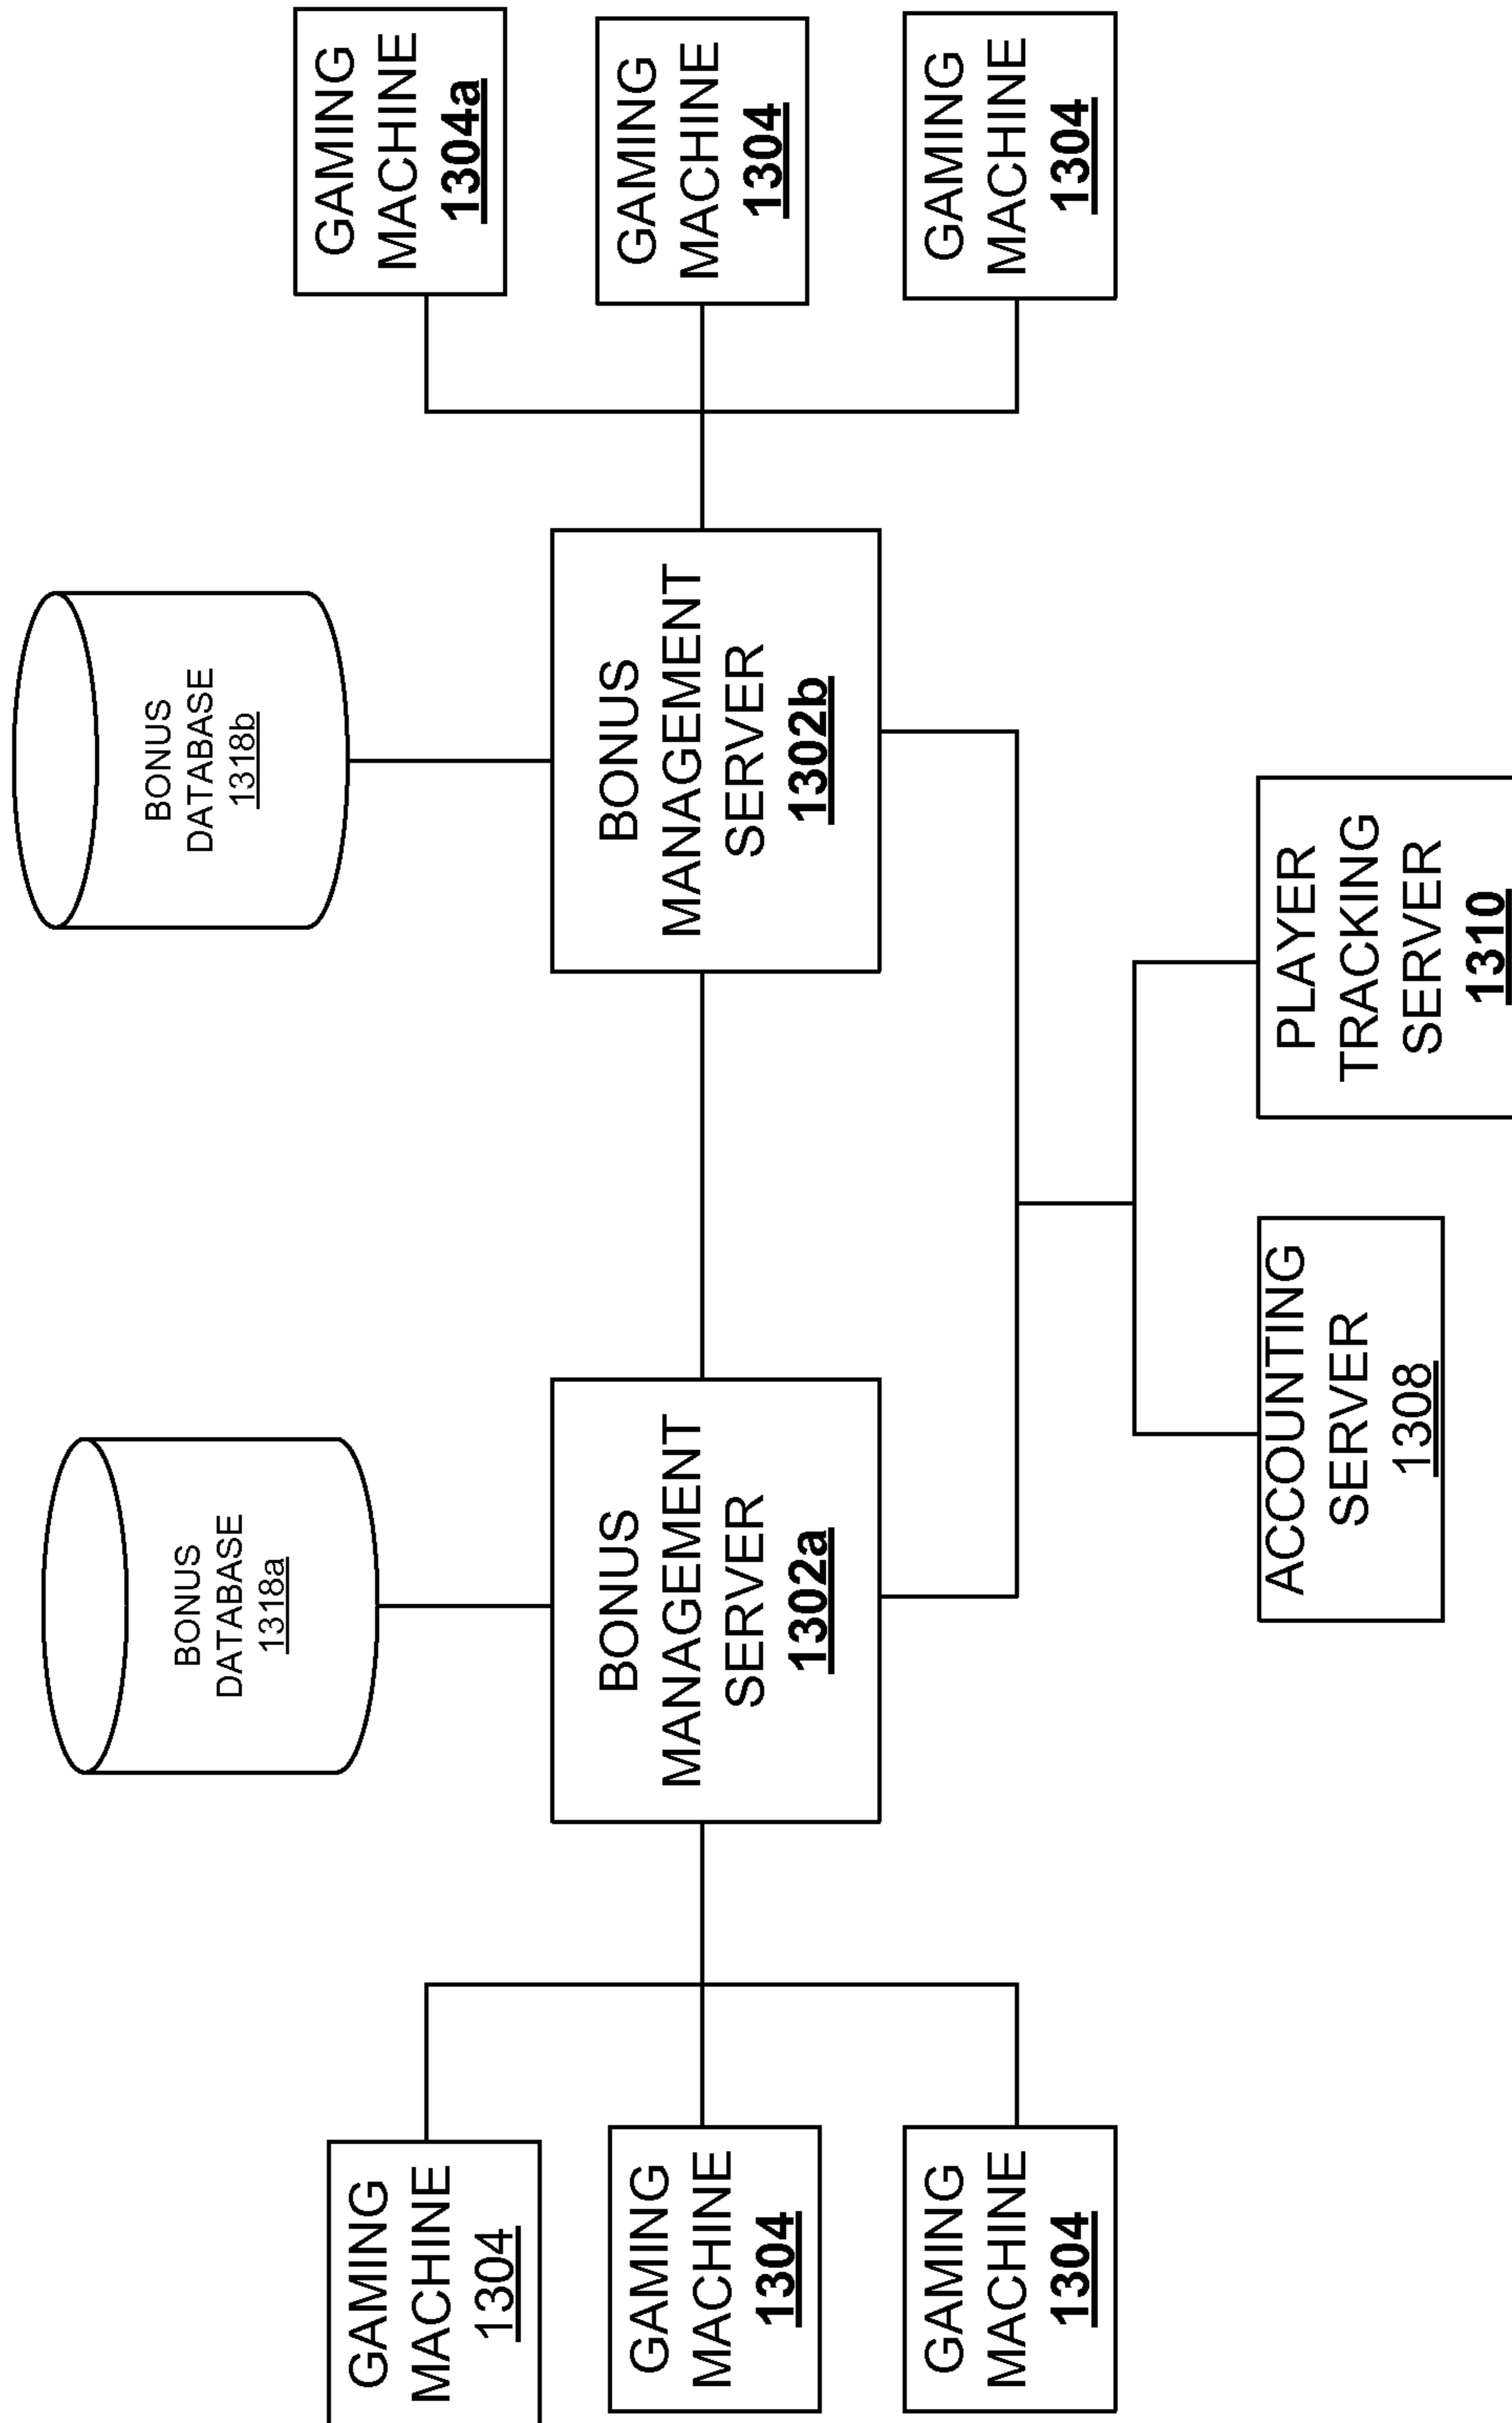 BONUS
DATABASE
1318a
BONUS
DATABASE
1318b
GAMING
MACHINE
1304
GAMING
MACHINE
1304a
GAMING
MACHINE
1304
BONUS
MANAGEMENT
SERVER
1302a
BONUS
MANAGEMENT
SERVER
1302b
GAMING
MACHINE
1304
GAMING
MACHINE
1304
GAMING
MACHINE
1304
ACCOUNTING
SERVER
1308
PLAYER
TRACKING
SERVER
1310